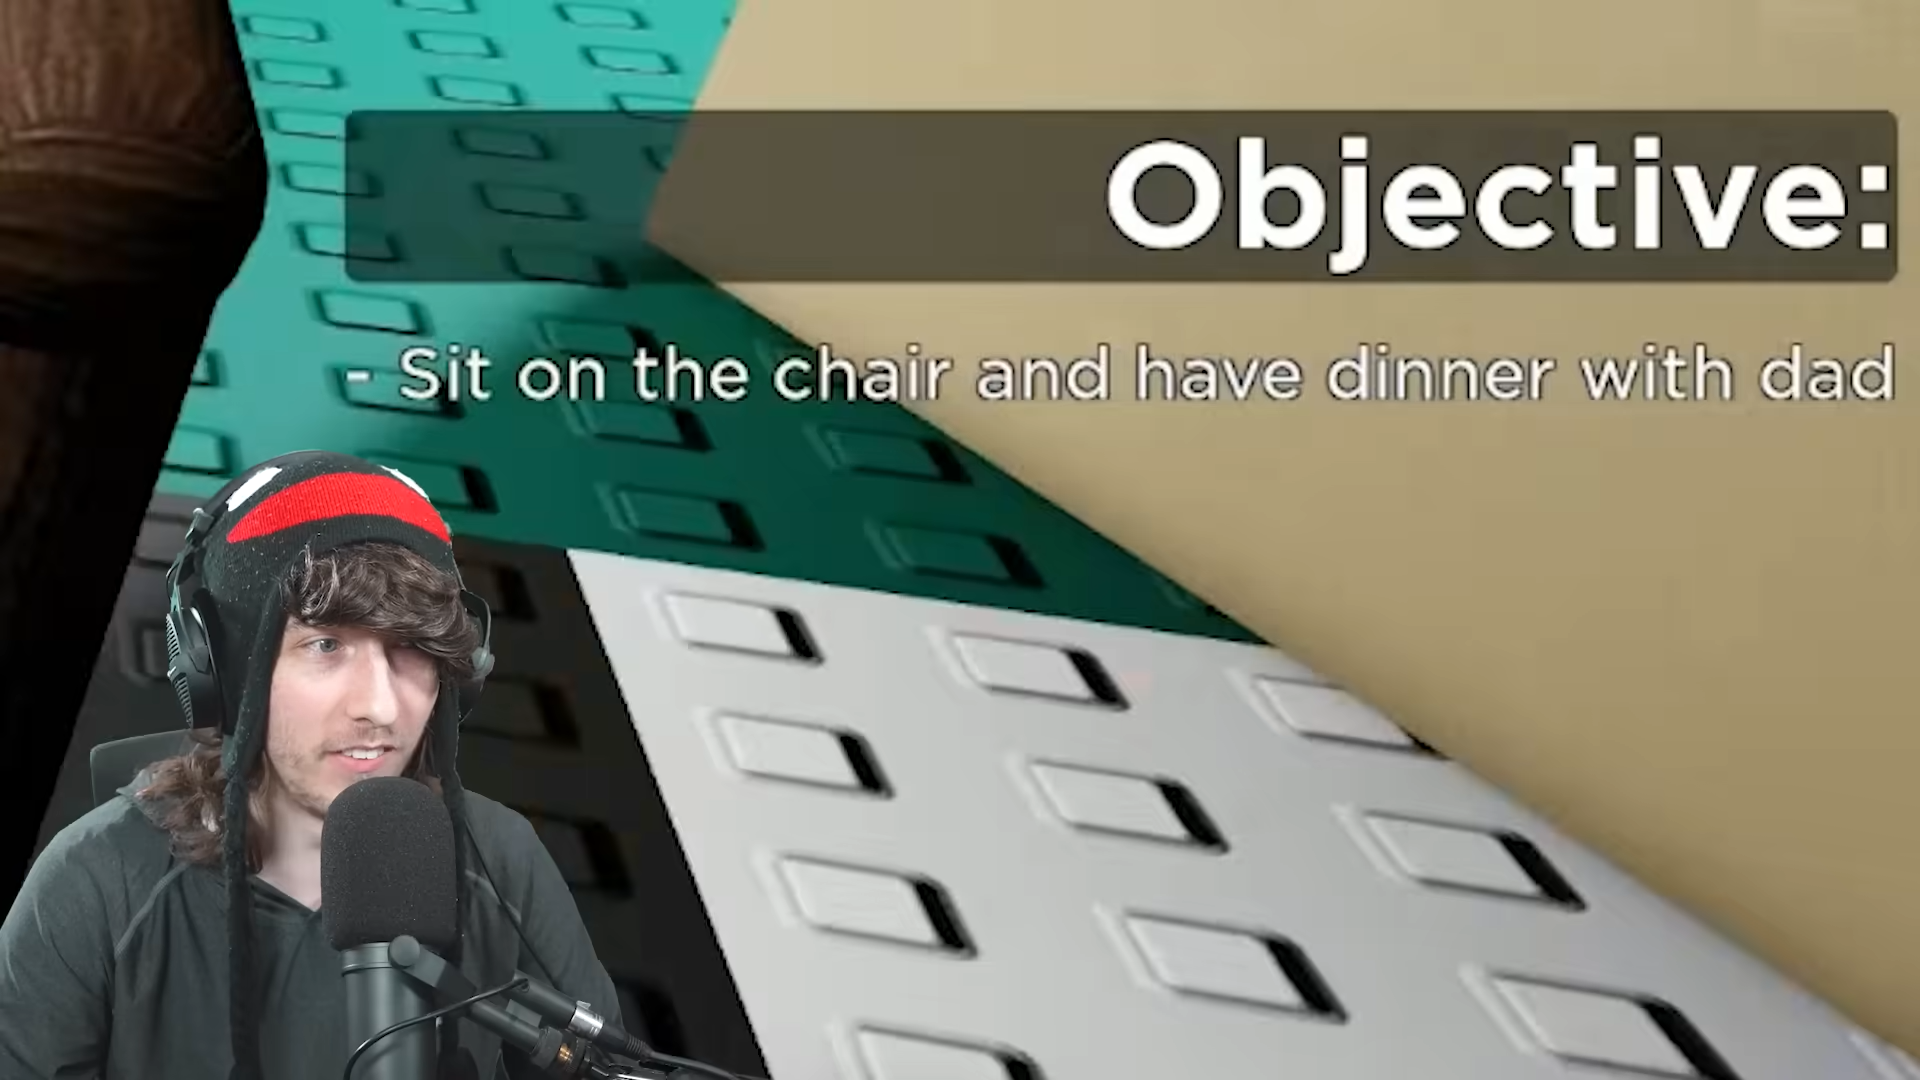 Objective:
- Sit on the chair and have dinner with dad